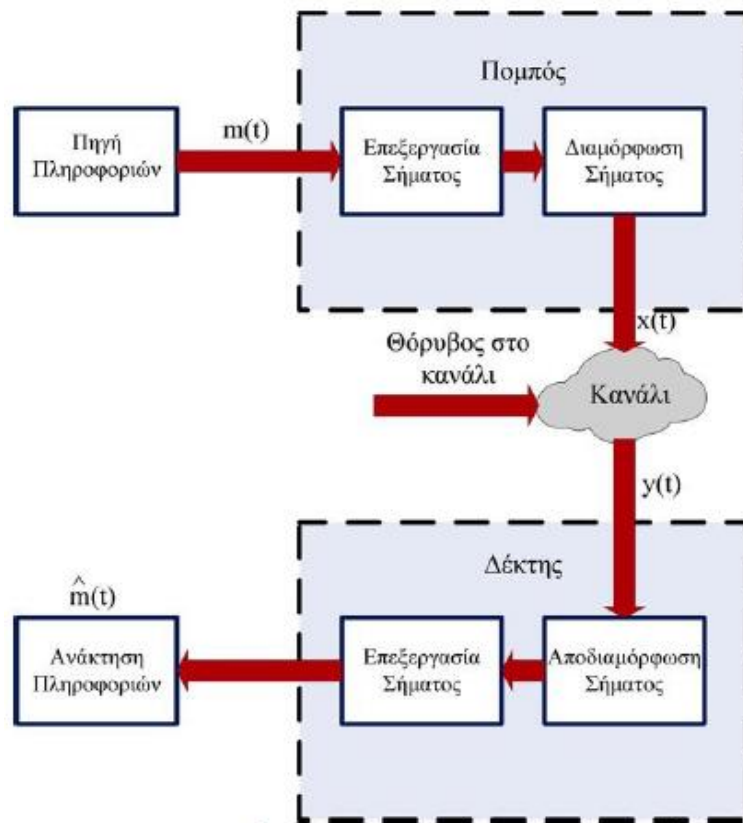 Πομπός
Πηγή
Πληροφοριών
m(t)
Επεξεργασία
Σήματος
Διαμόρφωση
Σήματος
x(t)
Θόρυβος στο
κανάλι
Κανάλι
y(t)
Δέκτης
m̂(t)
Ανάκτηση
Πληροφοριών
Επεξεργασία
Σήματος
Αποδιαμόρφωση
Σήματος